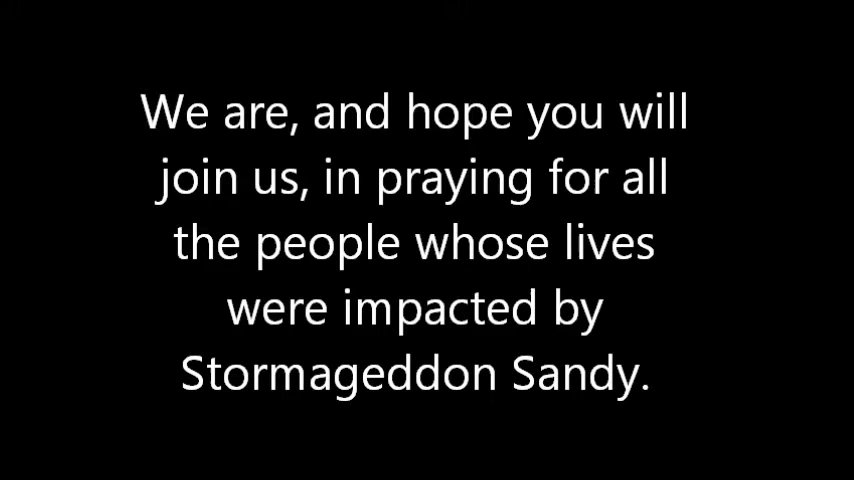 We are, and hope you will
join us, in praying for all
the people whose lives
were impacted by
Stormageddon Sandy.